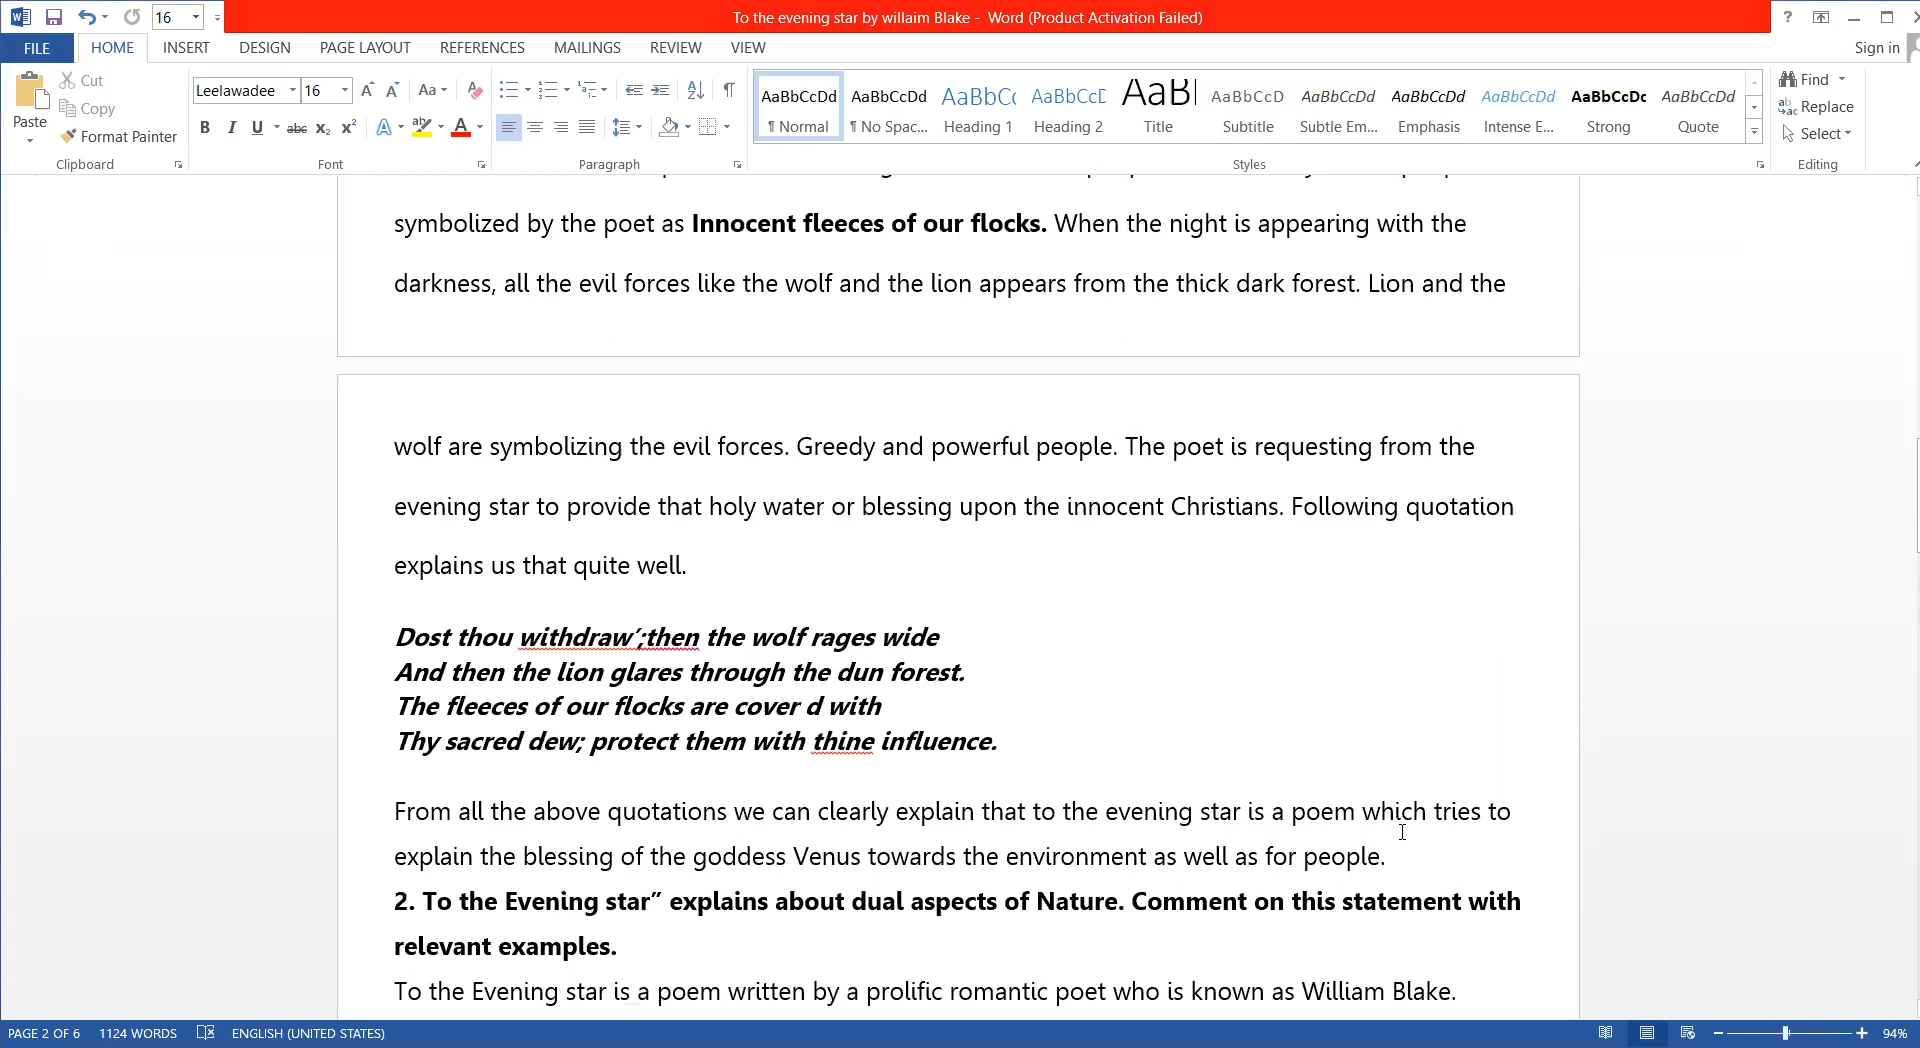 16
To the evening star by willaim Blake - Word (Product Activation Failed)
?
FILE HOME INSERT DESIGN PAGE LAYOUT REFERENCES MAILINGS REVIEW VIEW
Sign in
Paste
Cut
Copy
Format Painter
Clipboard
Leelawadee 16
Aa
B I U abc X₂ X²
Font
Paragraph
AaBbCcDd AaBbCcDd AaBbC AaBbCcD AaB AaBbCcD AaBbCcDd AaBbCcDd AaBbCcDd AaBbCcDc AaBbCcDd
¶ Normal ¶ No Spac... Heading 1 Heading 2 Title Subtitle Subtle Em... Emphasis Intense E... Strong Quote
Styles
Find
Replace
Select
Editing
symbolized by the poet as Innocent fleeces of our flocks. When the night is appearing with the
darkness, all the evil forces like the wolf and the lion appears from the thick dark forest. Lion and the
wolf are symbolizing the evil forces. Greedy and powerful people. The poet is requesting from the
evening star to provide that holy water or blessing upon the innocent Christians. Following quotation
explains us that quite well.
Dost thou withdraw’;then the wolf rages wide
And then the lion glares through the dun forest.
The fleeces of our flocks are cover d with
Thy sacred dew; protect them with thine influence.
From all the above quotations we can clearly explain that to the evening star is a poem which tries to
explain the blessing of the goddess Venus towards the environment as well as for people.
2. To the Evening star” explains about dual aspects of Nature. Comment on this statement with
relevant examples.
To the Evening star is a poem written by a prolific romantic poet who is known as William Blake.
PAGE 2 OF 6 1124 WORDS ENGLISH (UNITED STATES)
94%